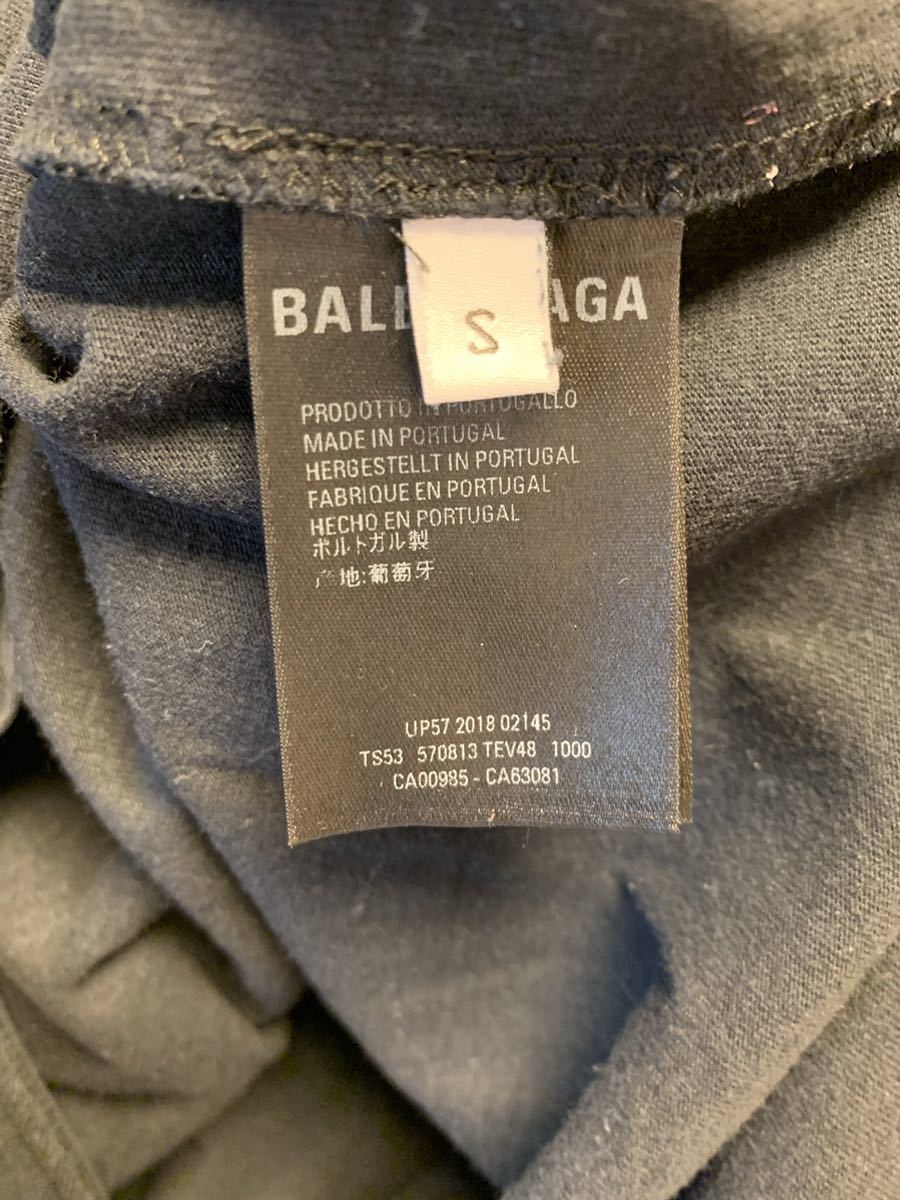 BALE AGA
S
PRODOTTO IN PORTOGALLO
MADE IN PORTUGAL
HERGESTELLT IN PORTUGAL
FABRIQUE EN PORTUGAL
HECHO EN PORTUGAL
ポルトガル製
产地:葡萄牙
UP57 2018 02145
TS53 570813 TEV48 1000
CA00985 - CA63081